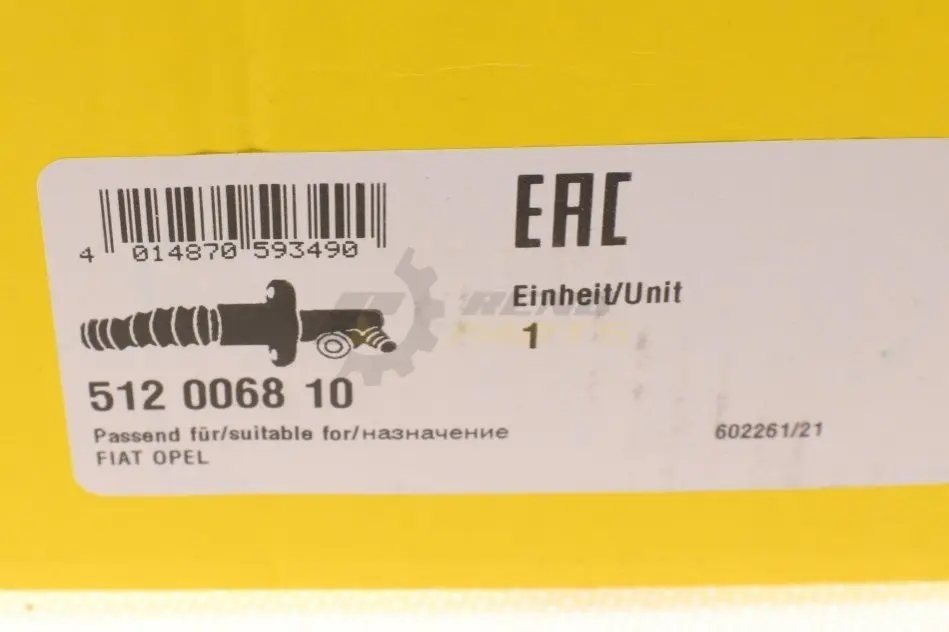 4 014870 593490
EAC
Einheit/Unit
1
512 0068 10
Passend für/suitable for/назначение
FIAT OPEL
602261/21